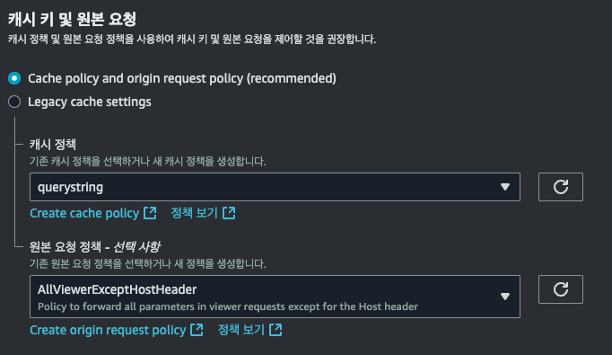 캐시 키 및 원본 요청
캐시 정책 및 원본 요청 정책을 사용하여 캐시 키 및 원본 요청을 제어할 것을 권장합니다.
Cache policy and origin request policy (recommended)
Legacy cache settings
캐시 정책
기존 캐시 정책을 선택하거나 새 캐시 정책을 생성합니다.
querystring
Create cache policy 정책 보기
원본 요청 정책 - 선택 사항
기존 원본 요청 정책을 선택하거나 새 정책을 생성합니다.
AllViewerExceptHostHeader
Policy to forward all parameters in viewer requests except for the Host header
Create origin request policy 정책 보기